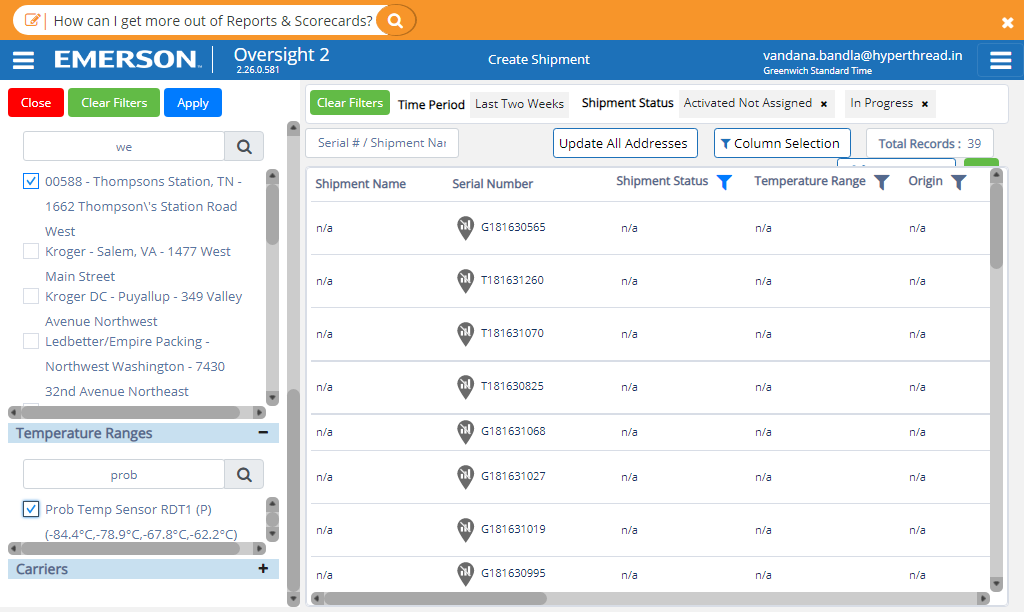 How can I get more out of Reports & Scorecards?
EMERSON
Oversight 2
2.26.0.581
Create Shipment
vandana.bandla@hyperthread.in
Greenwich Standard Time
Close
Clear Filters
Apply
we
00588 - Thompsons Station, TN -
1662 Thompson\'s Station Road
West
Kroger - Salem, VA - 1477 West
Main Street
Kroger DC - Puyallup - 349 Valley
Avenue Northwest
Ledbetter/Empire Packing -
Northwest Washington - 7430
32nd Avenue Northeast
Temperature Ranges
prob
Prob Temp Sensor RDT1 (P)
(-84.4°C,-78.9°C,-67.8°C,-62.2°C)
Carriers
Clear Filters
Time Period
Last Two Weeks
Shipment Status
Activated Not Assigned ×
In Progress ×
Serial # / Shipment Nar
Update All Addresses
Column Selection
Total Records : 39
Shipment Name Serial Number Shipment Status Temperature Range Origin
n/a G181630565 n/a n/a n/a
n/a T181631260 n/a n/a n/a
n/a T181631070 n/a n/a n/a
n/a T181630825 n/a n/a n/a
n/a G181631068 n/a n/a n/a
n/a G181631027 n/a n/a n/a
n/a G181631019 n/a n/a n/a
n/a G181630995 n/a n/a n/a